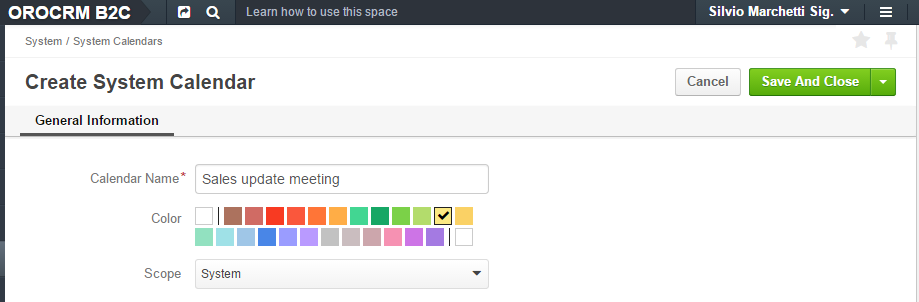 OROCRM B2C Learn how to use this space Silvio Marchetti Sig.
System / System Calendars
Create System Calendar Cancel Save And Close
General Information
Calendar Name* Sales update meeting
Color
Scope System